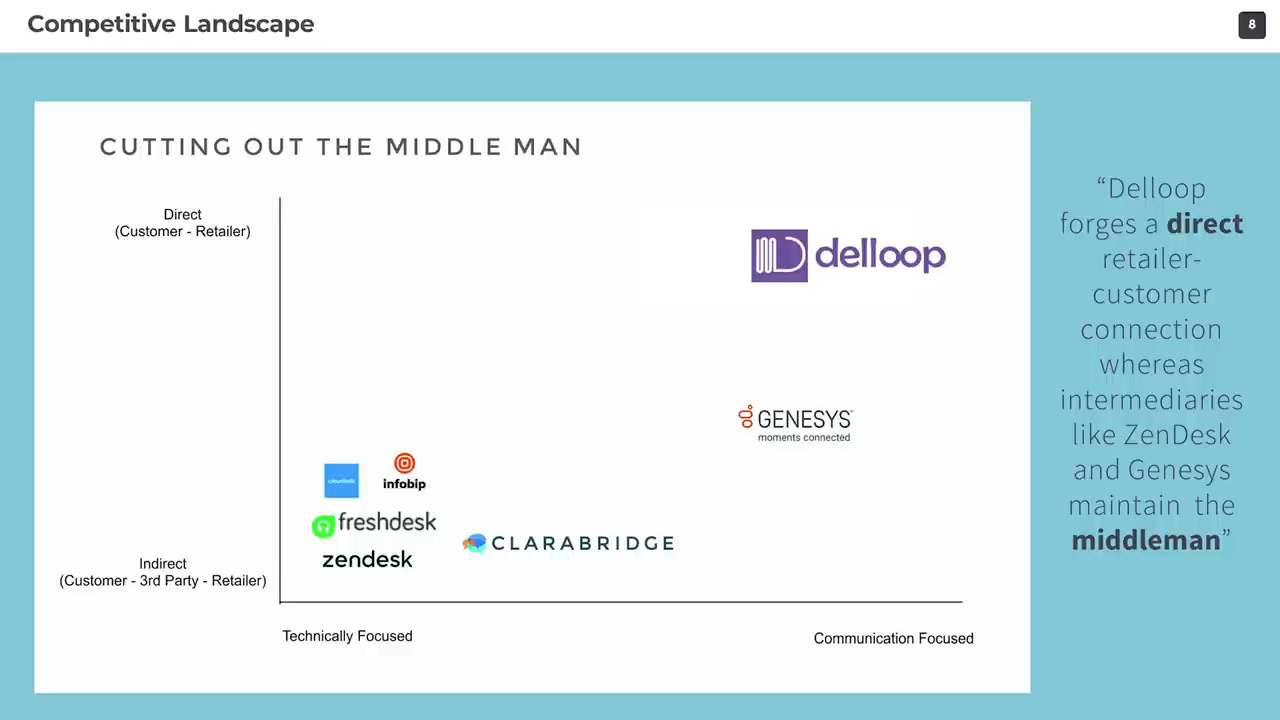 Competitive Landscape
8
CUTTING OUT THE MIDDLE MAN
Direct
(Customer - Retailer)
delloop
GENESYS
moments connected
infobip
freshdesk
zendesk
CLARABRIDGE
Indirect
(Customer - 3rd Party - Retailer)
Technically Focused
Communication Focused
“Delloop
forges a direct
retailer-
customer
connection
whereas
intermediaries
like ZenDesk
and Genesys
maintain the
middleman”